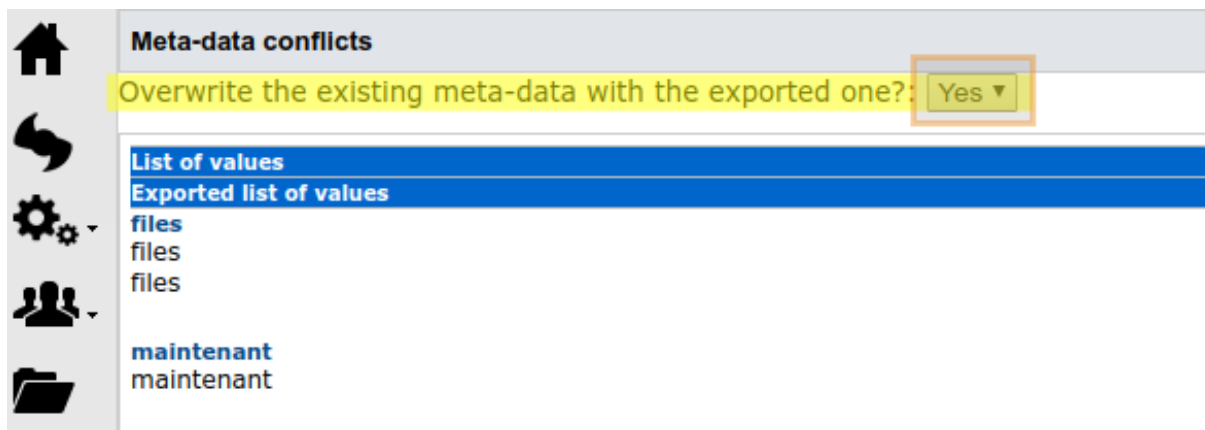 Meta-data conflicts
Overwrite the existing meta-data with the exported one?: Yes
List of values
Exported list of values
files
files
files
maintenant
maintenant